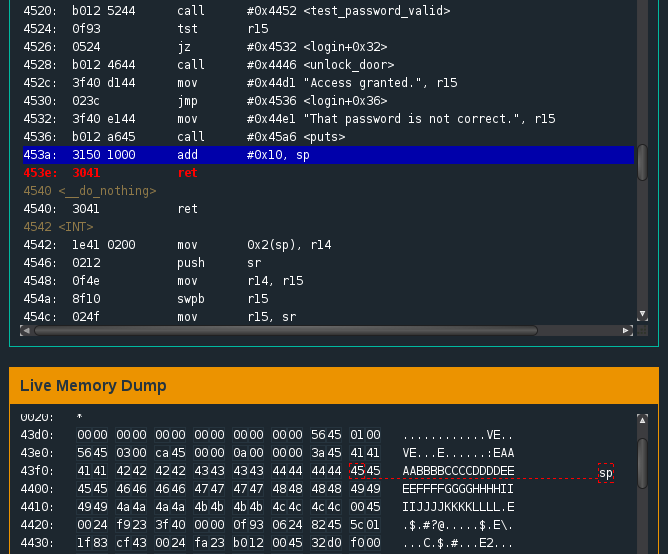 4520: b012 5244 call #0x4452 <test_password_valid>
4524: 0f93 tst r15
4526: 0524 jz #0x4532 <login+0x32>
4528: b012 4644 call #0x4446 <unlock_door>
452c: 3f40 d144 mov #0x44d1 "Access granted.", r15
4530: 023c jmp #0x4536 <login+0x36>
4532: 3f40 e144 mov #0x44e1 "That password is not correct.", r15
4536: b012 a645 call #0x45a6 <puts>
453a: 3150 1000 add #0x10, sp
453e: 3041 ret
4540 <__do_nothing>
4540: 3041 ret
4542 <INT>
4542: 1e41 0200 mov 0x2(sp), r14
4546: 0212 push sr
4548: 0f4e mov r14, r15
454a: 8f10 swpb r15
454c: 024f mov r15, sr
Live Memory Dump
0020: *
43d0: 0000 0000 0000 0000 0000 0000 5645 0100 ............VE..
43e0: 5645 0300 ca45 0000 0a00 0000 3a45 4141 VE...E......:EAA
43f0: 4141 4242 4242 4343 4343 4444 4444 4545 AABBBBCCCCDDDDEE sp
4400: 4545 4646 4646 4747 4747 4848 4848 4949 EEFFFFGGGGHHHHII
4410: 4949 4a4a 4a4a 4b4b 4b4b 4c4c 4c4c 0045 IIJJJJKKKKLLLL.E
4420: 0024 f923 3f40 0000 0f93 0624 8245 5c01 .$.#?@.....$.E\.
4430: 1f83 cf43 0024 fa23 b012 0045 32d0 f000 ...C.$.#...E2...